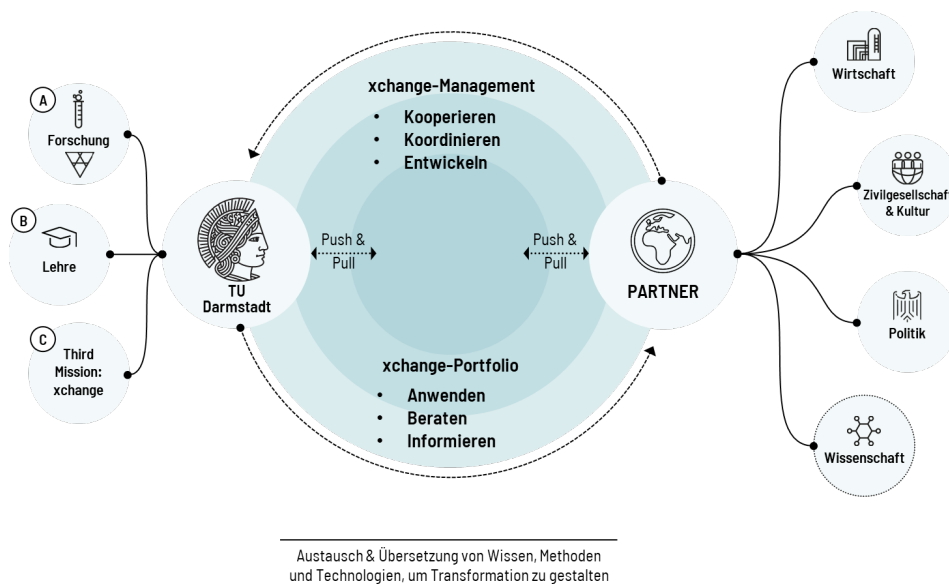 A
Forschung
B
Lehre
C
Third
Mission:
xchange
TU
Darmstadt
xchange-Management
• Kooperieren
• Koordinieren
• Entwickeln
Push &
Pull
Push &
Pull
xchange-Portfolio
• Anwenden
• Beraten
• Informieren
PARTNER
Wirtschaft
Zivilgesellschaft
& Kultur
Politik
Wissenschaft
Austausch & Übersetzung von Wissen, Methoden
und Technologien, um Transformation zu gestalten